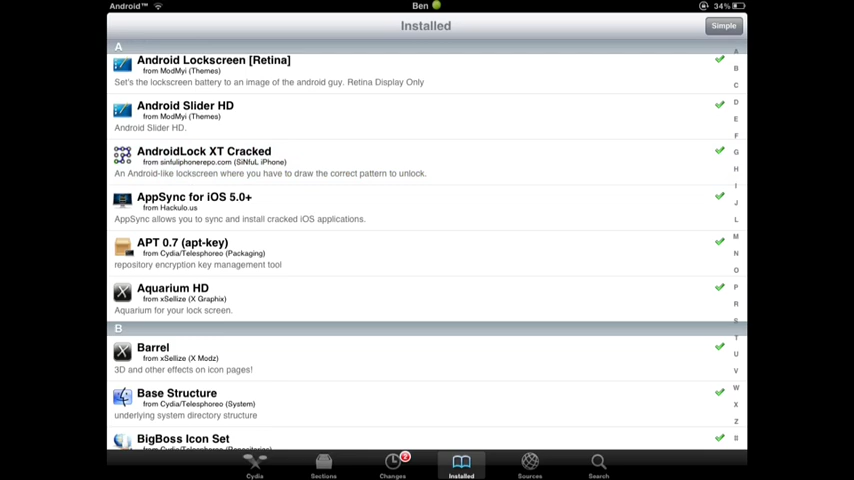 Android™ Ben 34%
Installed
Simple
A
Android Lockscreen [Retina]
from ModMyi (Themes)
Set's the lockscreen battery to an image of the android guy. Retina Display Only
Android Slider HD
from ModMyi (Themes)
Android Slider HD.
AndroidLock XT Cracked
from sinfuliphonerepo.com (SiNfuL iPhone)
An Android-like lockscreen where you have to draw the correct pattern to unlock.
AppSync for iOS 5.0+
from Hackulo.us
AppSync allows you to sync and install cracked iOS applications.
APT 0.7 (apt-key)
from Cydia/Telesphoreo (Packaging)
repository encryption key management tool
Aquarium HD
from xSellize (X Graphix)
Aquarium for your lock screen.
B
Barrel
from xSellize (X Modz)
3D and other effects on icon pages!
Base Structure
from Cydia/Telesphoreo (System)
underlying system directory structure
BigBoss Icon Set
from Cydia/Telesphoreo (Repositories)
A
B
C
D
E
F
G
H
I
J
L
M
N
O
P
R
S
T
U
V
W
X
Z
#
Cydia
Sections
7
Changes
Installed
Sources
Search